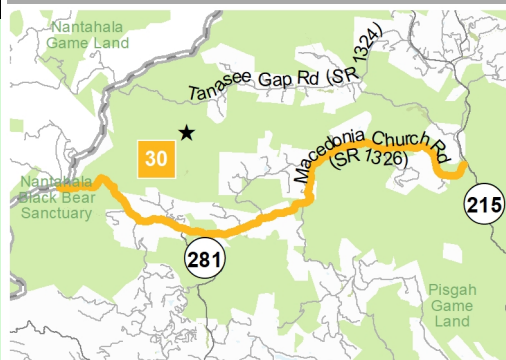 Nantahala
Game Land
Tanasee Gap Rd (SR 1324)
30
Macedonia Church Rd
(SR 1326)
Nantahala
Black Bear
Sanctuary
215
281
Pisgah
Game
Land